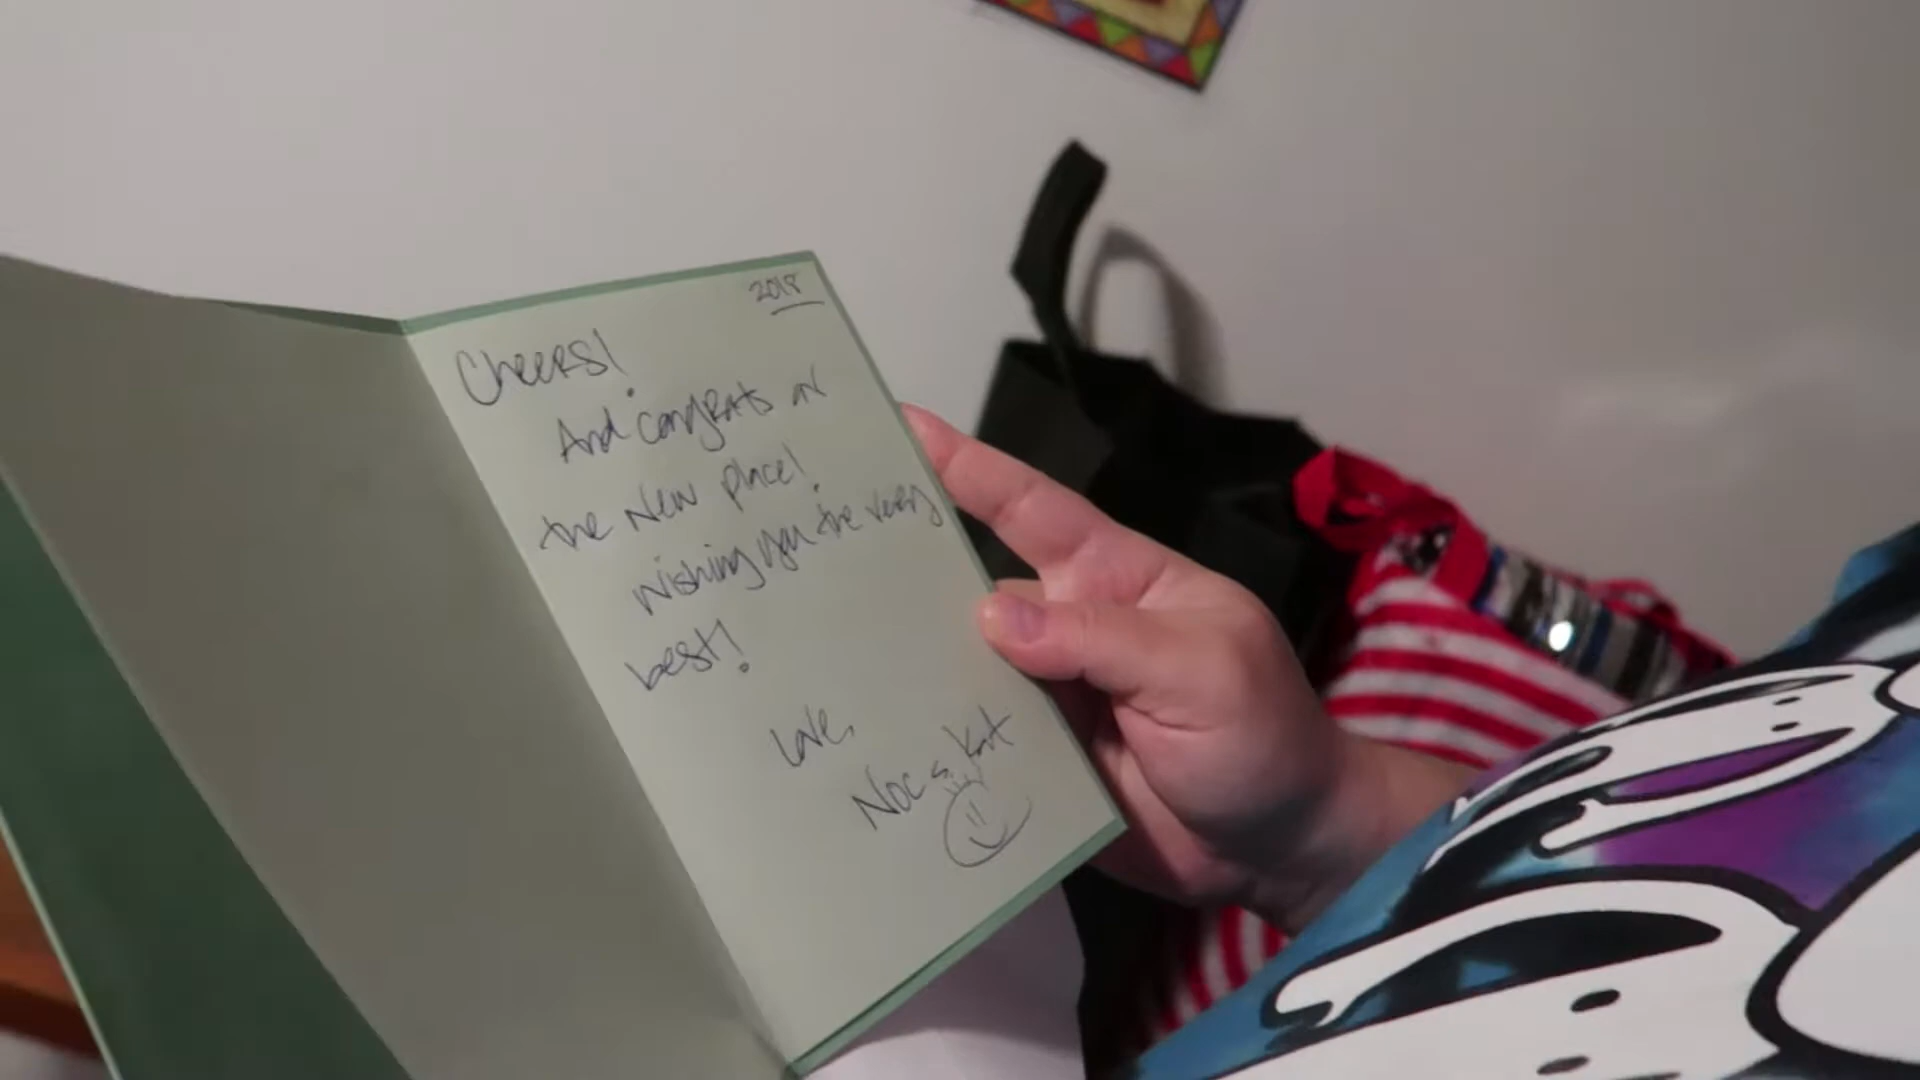 2018
Cheers!
And congrats on
the New place!
wishing you the very
best!
Love,
Noc & Kat